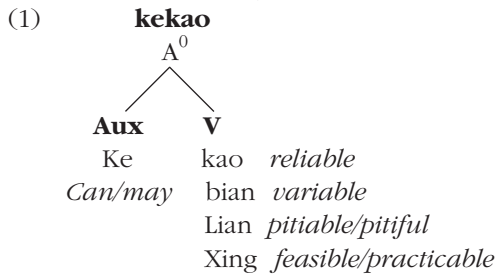 (1) kekao
A⁰
Aux V
Ke kao reliable
Can/may bian variable
Lian pitiable/pitiful
Xing feasible/practicable